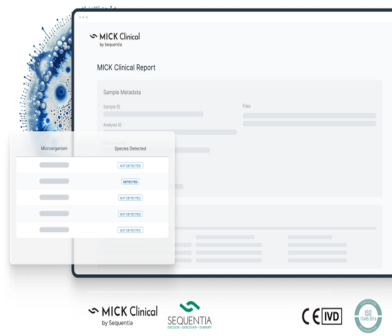 MICK Clinical
by Sequentia
MICK Clinical Report
Sample Metadata
Sample ID
Files
Analysis ID
Microorganism
Species Detected
NOT DETECTED
DETECTED
NOT DETECTED
NOT DETECTED
NOT DETECTED
MICK Clinical
by Sequentia
SEQUENTIA
CE IVD
ISO